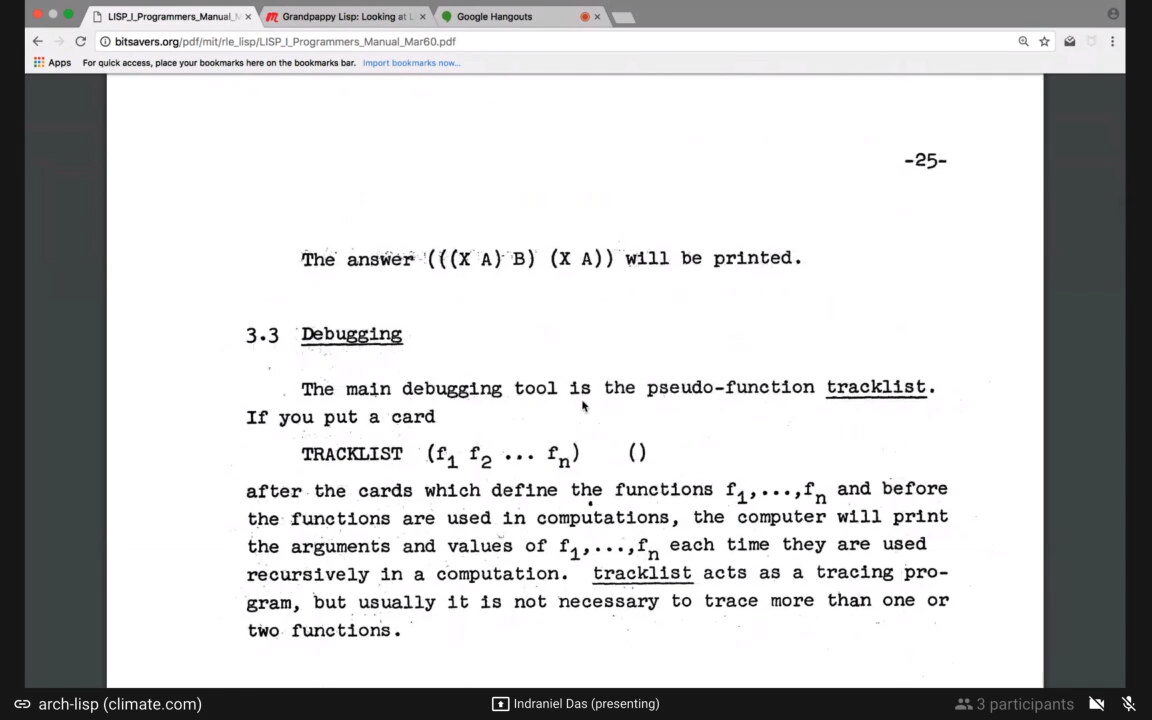 LISP_I_Programmers_Manual_
Grandpappy Lisp: Looking at L
Google Hangouts
bitsavers.org/pdf/mit/rle_lisp/LISP_I_Programmers_Manual_Mar60.pdf
Apps For quick access, place your bookmarks here on the bookmarks bar. Import bookmarks now...
-25-
The answer (((X A) B) (X A)) will be printed.
3.3 Debugging
The main debugging tool is the pseudo-function tracklist.
If you put a card
TRACKLIST (f₁ f₂ ... fₙ) ()
after the cards which define the functions f₁,...,fₙ and before
the functions are used in computations, the computer will print
the arguments and values of f₁,...,fₙ each time they are used
recursively in a computation. tracklist acts as a tracing pro-
gram, but usually it is not necessary to trace more than one or
two functions.
arch-lisp (climate.com)
Indraniel Das (presenting)
3 participants